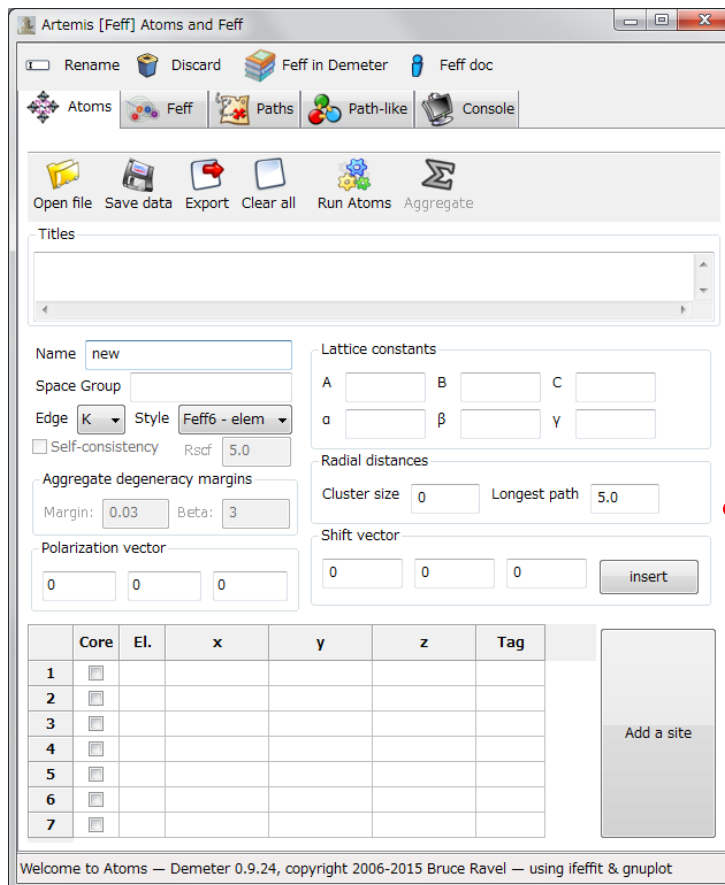 Artemis [Feff] Atoms and Feff
Rename Discard Feff in Demeter Feff doc
Atoms Feff Paths Path-like Console
Open file Save data Export Clear all Run Atoms Aggregate
Titles
Name new
Space Group
Edge K Style Feff6 - elem
Self-consistency Rscf 5.0
Aggregate degeneracy margins
Margin: 0.03 Beta: 3
Polarization vector
0 0 0
Lattice constants
A B C
α β γ
Radial distances
Cluster size 0 Longest path 5.0
Shift vector
0 0 0 insert
Core El. x y z Tag
1
2
3
4
5
6
7
Add a site
Welcome to Atoms — Demeter 0.9.24, copyright 2006-2015 Bruce Ravel — using ifeffit & gnuplot